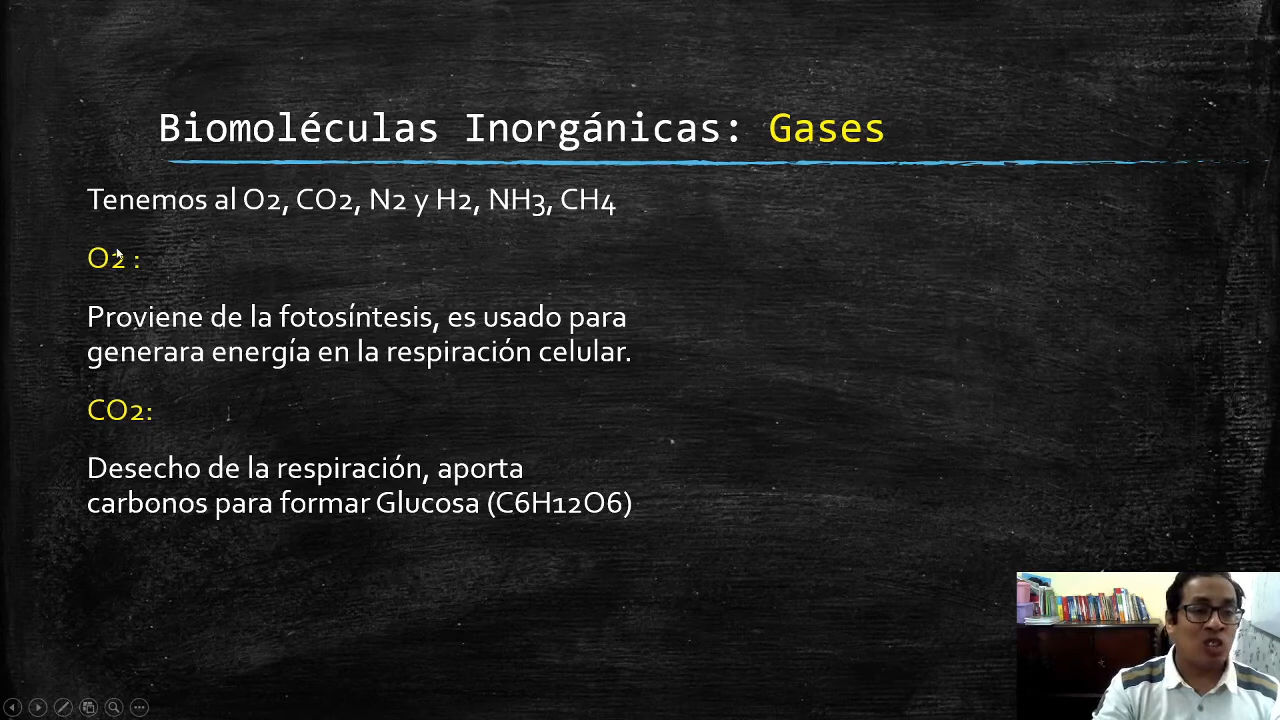 Biomoléculas Inorgánicas: Gases
Tenemos al O2, CO2, N2 y H2, NH3, CH4
O2 :
Proviene de la fotosíntesis, es usado para
generara energía en la respiración celular.
CO2:
Desecho de la respiración, aporta
carbonos para formar Glucosa (C6H12O6)